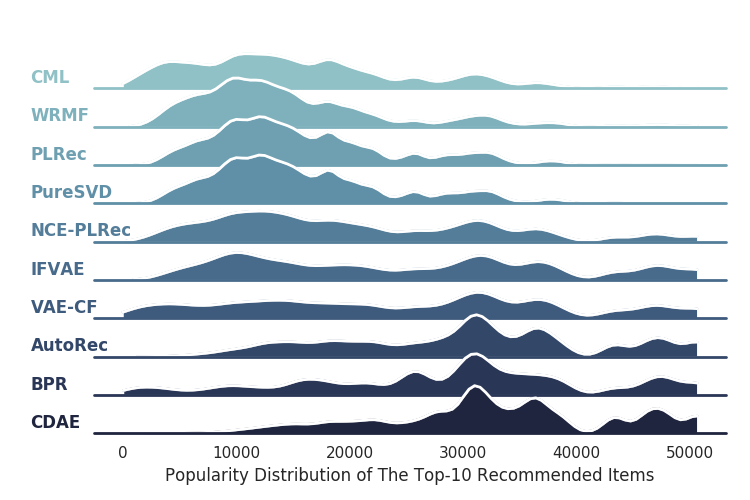 CML
WRMF
PLRec
PureSVD
NCE-PLRec
IFVAE
VAE-CF
AutoRec
BPR
CDAE
0 10000 20000 30000 40000 50000
Popularity Distribution of The Top-10 Recommended Items